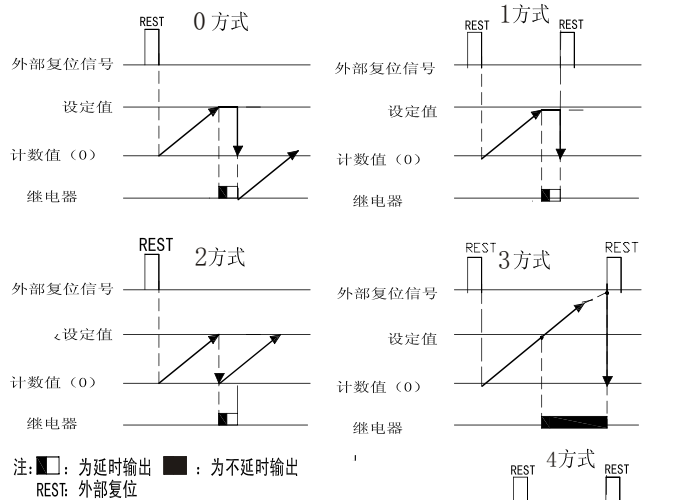 REST 0方式
外部复位信号
设定值
计数值（0）
继电器
REST 1方式 REST
外部复位信号
设定值
计数值（0）
继电器
REST 2方式
外部复位信号
设定值
计数值（0）
继电器
REST 3方式 REST
外部复位信号
设定值
计数值（0）
继电器
注: : 为延时输出 : 为不延时输出
REST: 外部复位
REST 4方式 REST